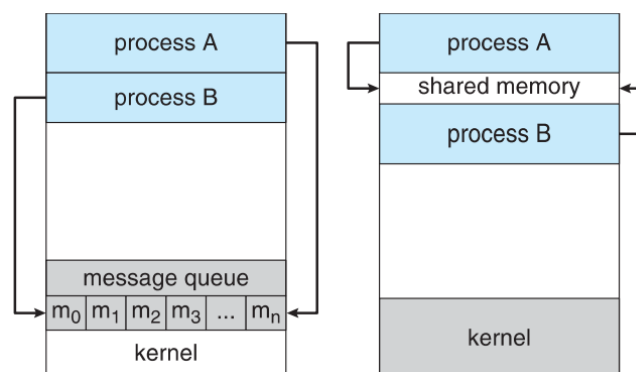 process A
process B
message queue
m₀ m₁ m₂ m₃ ... mₙ
kernel
process A
shared memory
process B
kernel